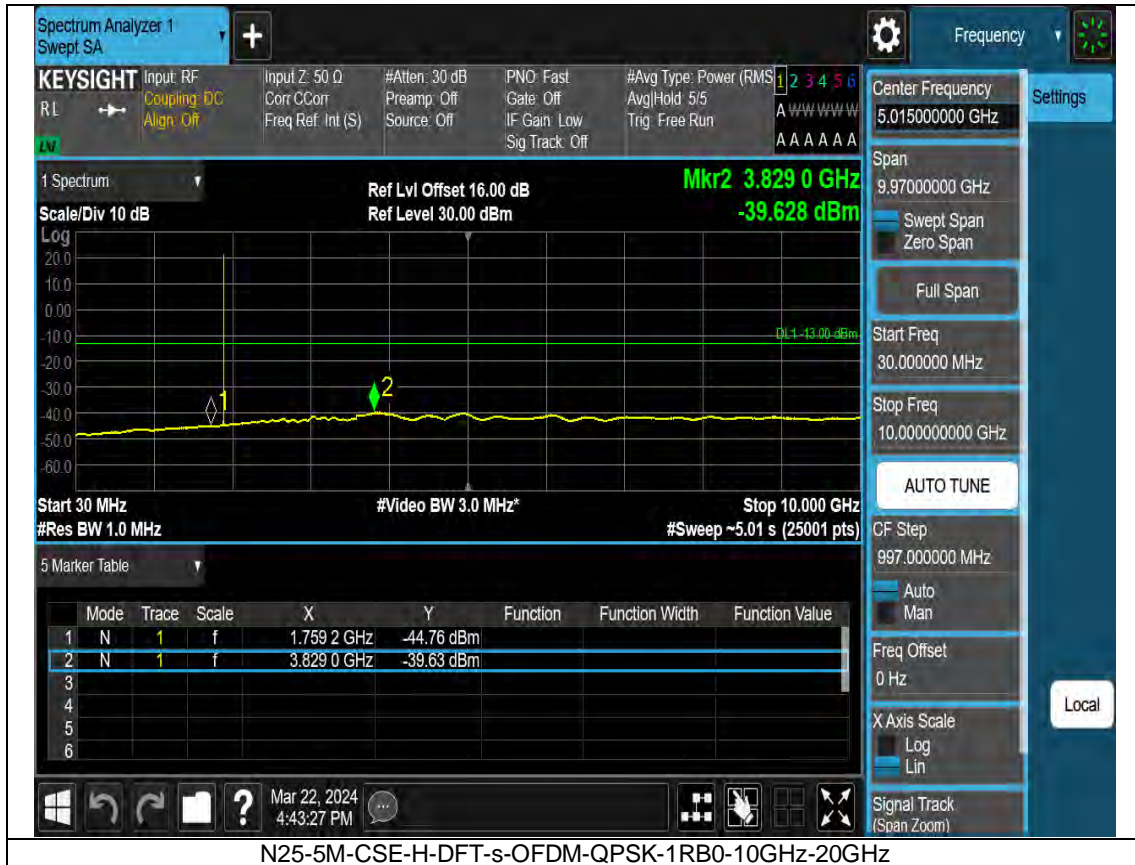 Spectrum Analyzer 1
Swept SA
Frequency
KEYSIGHT
RL
Input: RF
Coupling: DC
Align: Off
Input Z: 50 Ω
Corr CCorr
Freq Ref: Int (S)
#Atten: 30 dB
Preamp: Off
Source: Off
PNO: Fast
Gate: Off
IF Gain: Low
Sig Track: Off
#Avg Type: Power (RMS
Avg|Hold: 5/5
Trig: Free Run
1 2 3 4 5 6
A W W W W W
A A A A A A
1 Spectrum
Scale/Div 10 dB
Ref Lvl Offset 16.00 dB
Ref Level 30.00 dBm
Mkr2 3.829 0 GHz
-39.628 dBm
Log
20.0
10.0
0.00
-10.0
-20.0
-30.0
-40.0
-50.0
-60.0
DL1 -13.00 dBm
1
2
Start 30 MHz
#Res BW 1.0 MHz
#Video BW 3.0 MHz*
Stop 10.000 GHz
#Sweep ~5.01 s (25001 pts)
5 Marker Table
Mode Trace Scale X Y Function Function Width Function Value
1 N 1 f 1.759 2 GHz -44.76 dBm
2 N 1 f 3.829 0 GHz -39.63 dBm
3
4
5
6
Mar 22, 2024
4:43:27 PM
Center Frequency
5.015000000 GHz
Settings
Span
9.97000000 GHz
Swept Span
Zero Span
Full Span
Start Freq
30.000000 MHz
Stop Freq
10.000000000 GHz
AUTO TUNE
CF Step
997.000000 MHz
Auto
Man
Freq Offset
0 Hz
X Axis Scale
Log
Lin
Local
Signal Track
(Span Zoom)
N25-5M-CSE-H-DFT-s-OFDM-QPSK-1RB0-10GHz-20GHz